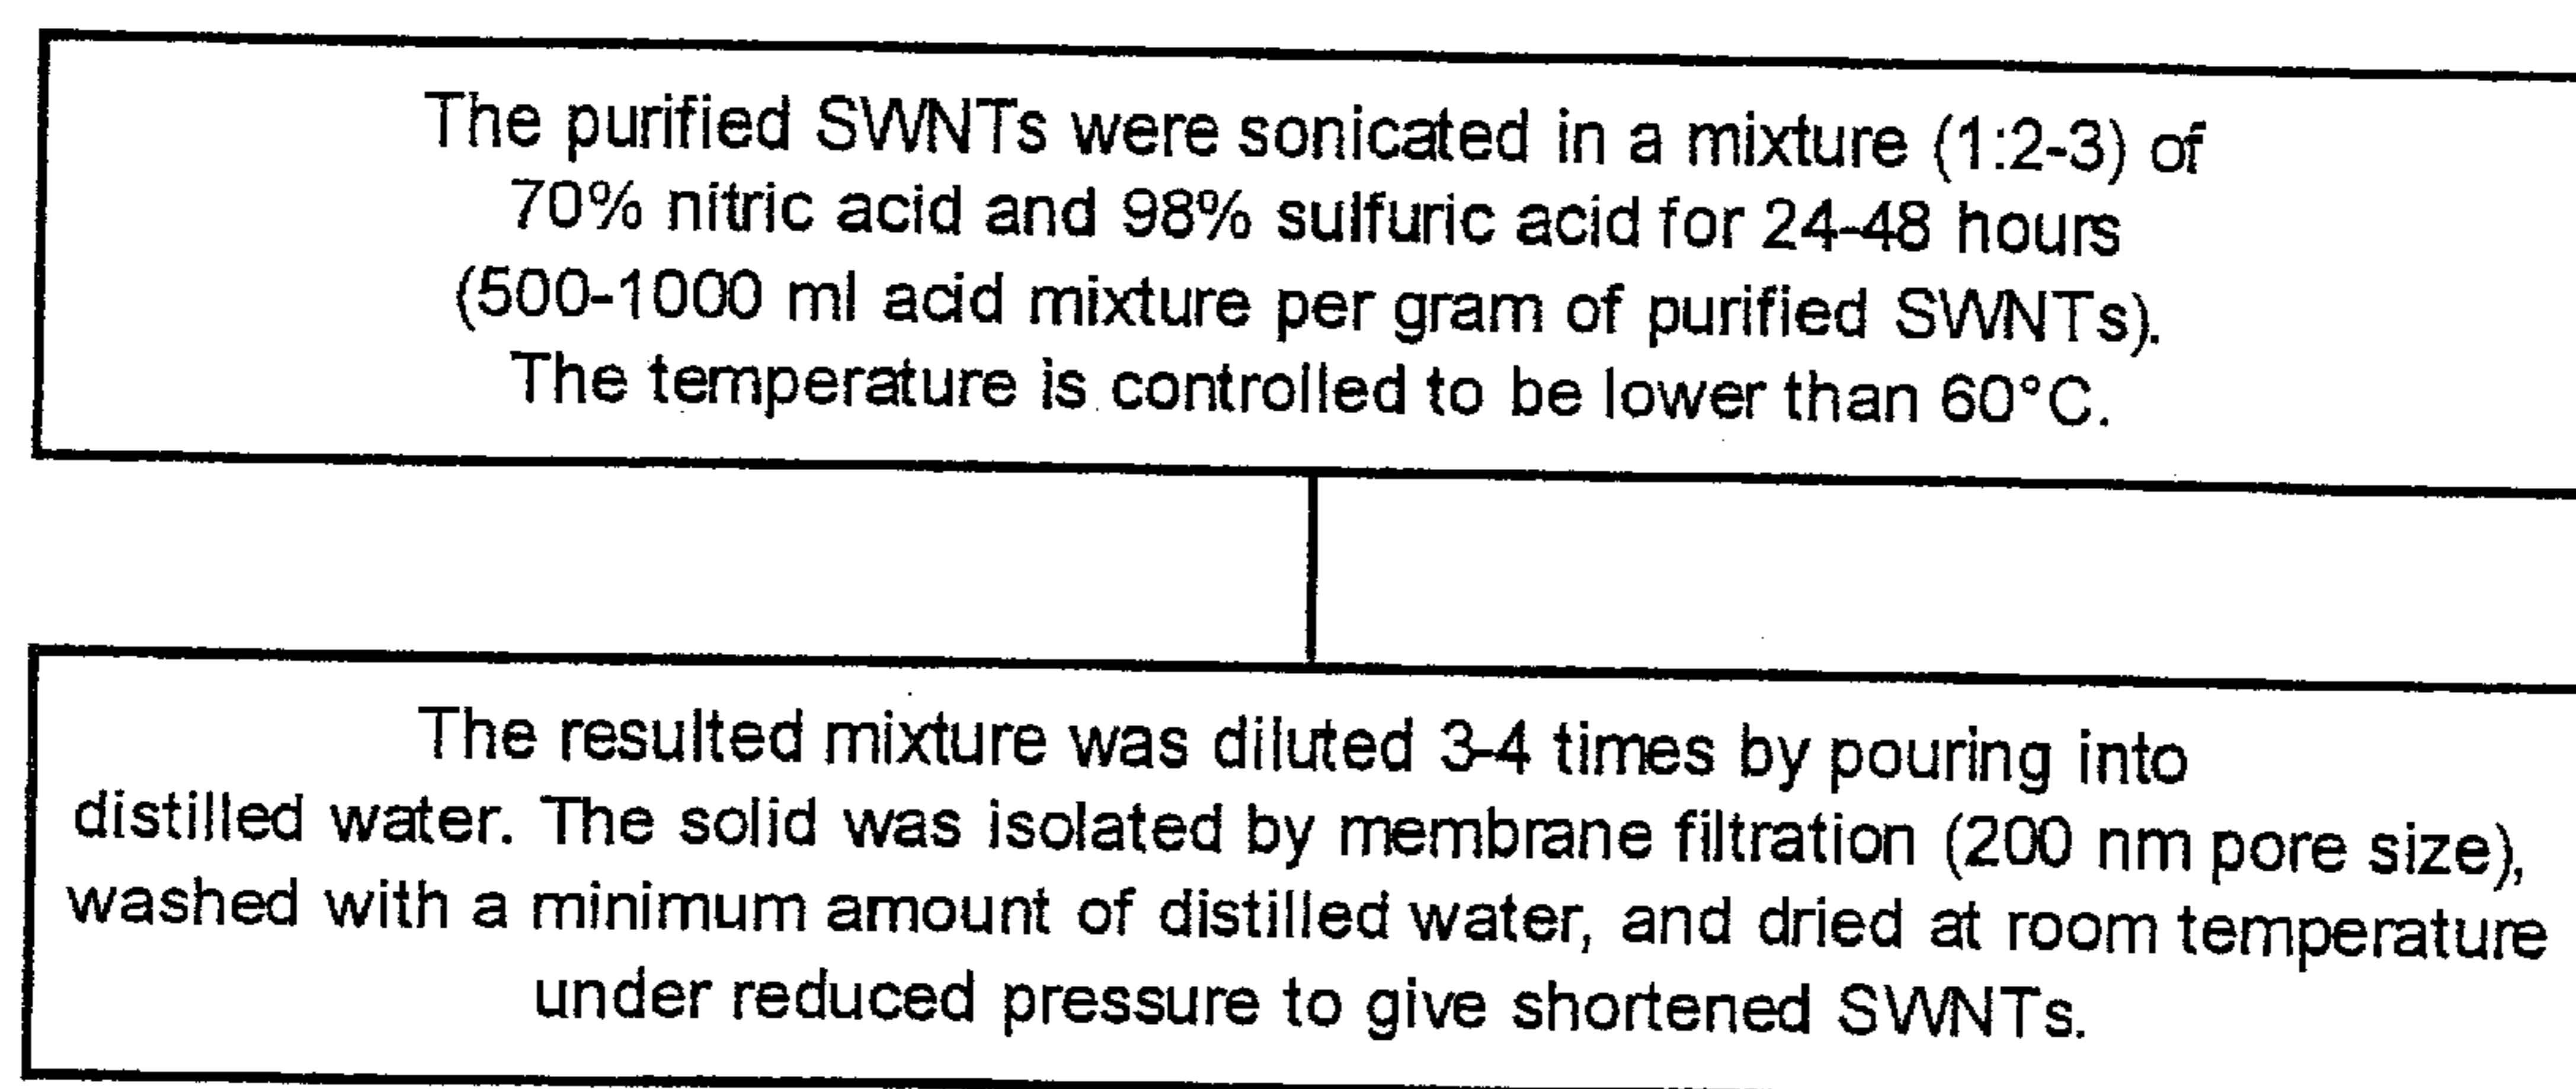 The purified SWNTs were sonicated in a mixture (1:2-3) of
70% nitric acid and 98% sulfuric acid for 24-48 hours
(500-1000 ml acid mixture per gram of purified SWNTs).
The temperature is controlled to be lower than 60°C.
The resulted mixture was diluted 3-4 times by pouring into
distilled water. The solid was isolated by membrane filtration (200 nm pore size),
washed with a minimum amount of distilled water, and dried at room temperature
under reduced pressure to give shortened SWNTs.